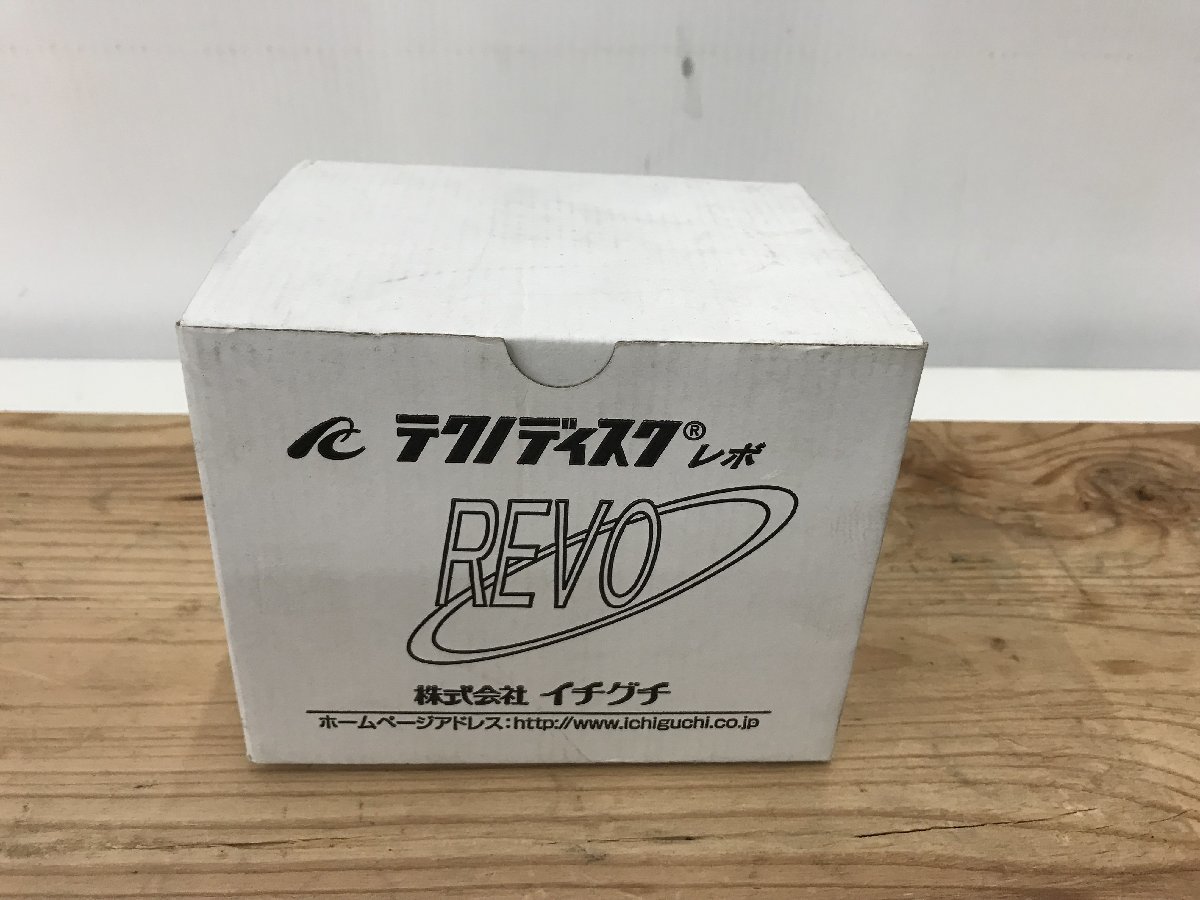 テクノディスク® レボ
REVO
株式会社 イチグチ
ホームページアドレス:http://www.ichiguchi.co.jp